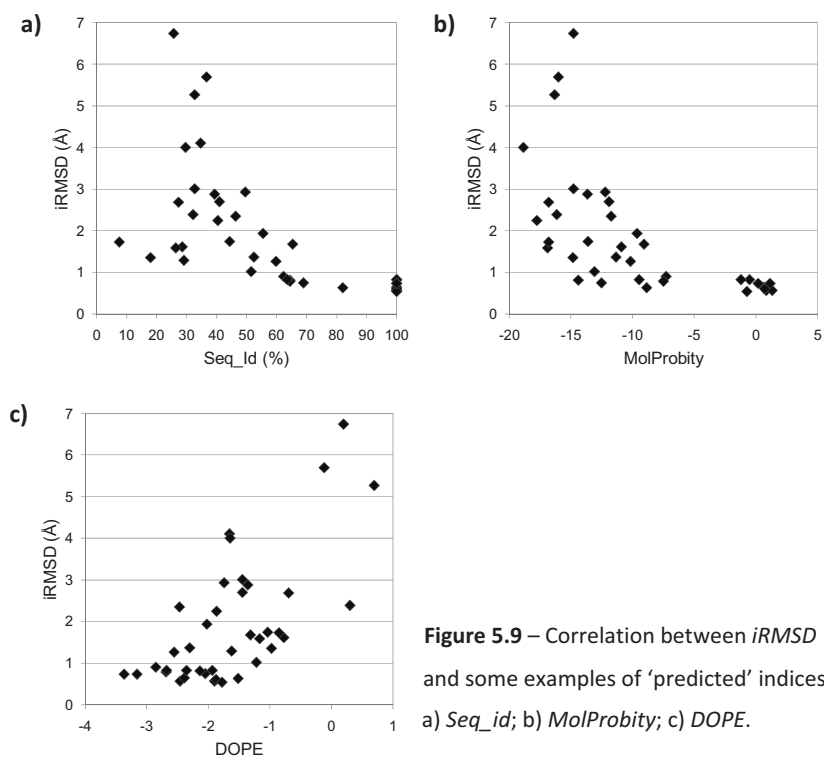 a)
7
6
5
4
3
2
1
0
iRMSD (Å)
0 10 20 30 40 50 60 70 80 90 100
Seq_Id (%)
b)
7
6
5
4
3
2
1
0
iRMSD (Å)
-20 -15 -10 -5 0 5
MolProbity
c)
7
6
5
4
3
2
1
0
iRMSD (Å)
-4 -3 -2 -1 0 1
DOPE
Figure 5.9 – Correlation between iRMSD
and some examples of ‘predicted’ indices
a) Seq_id; b) MolProbity; c) DOPE.